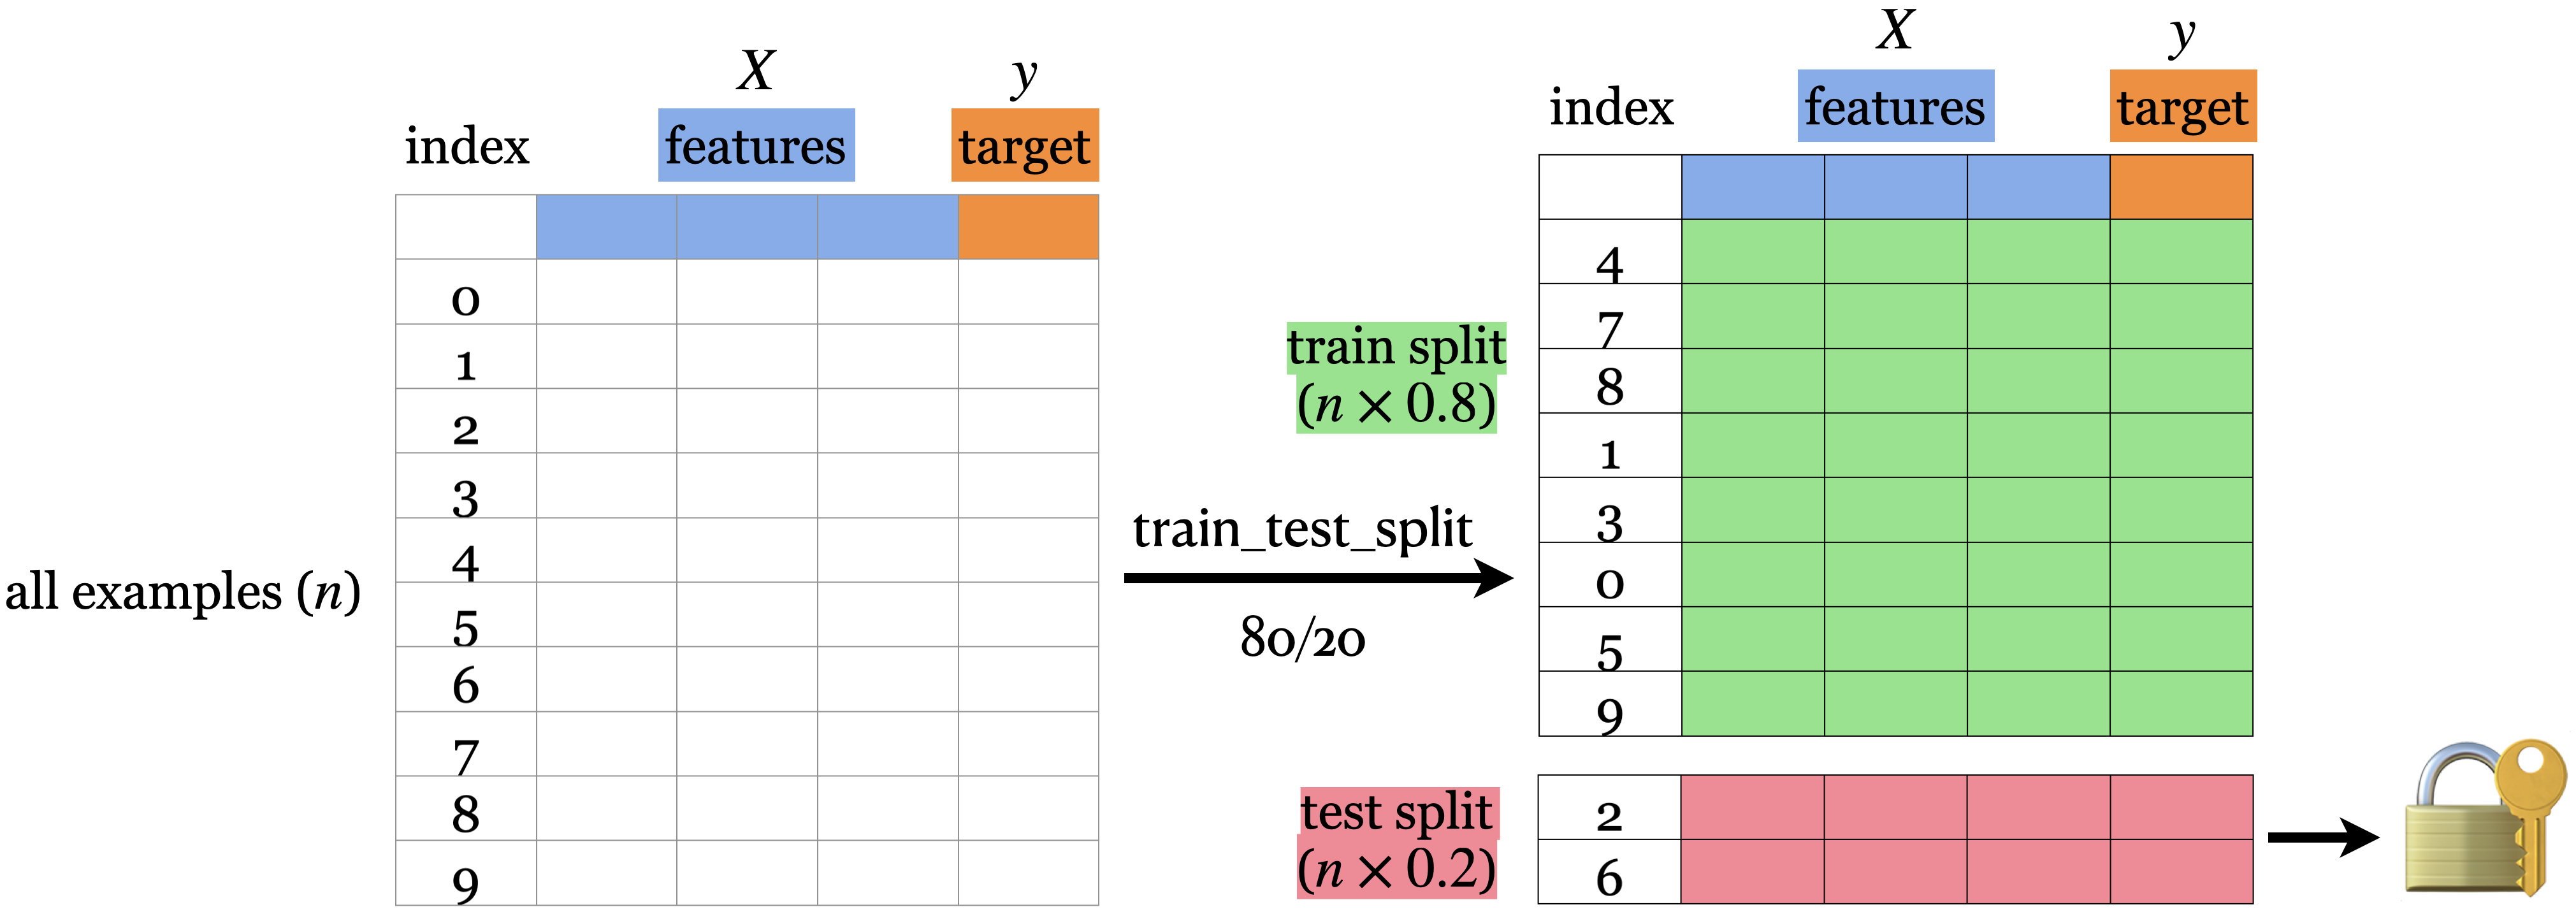 X
y
index
features
target
0
1
2
3
4
5
6
7
8
9
all examples (n)
train_test_split
80/20
X
y
index
features
target
train split
(n × 0.8)
4
7
8
1
3
0
5
9
test split
(n × 0.2)
2
6